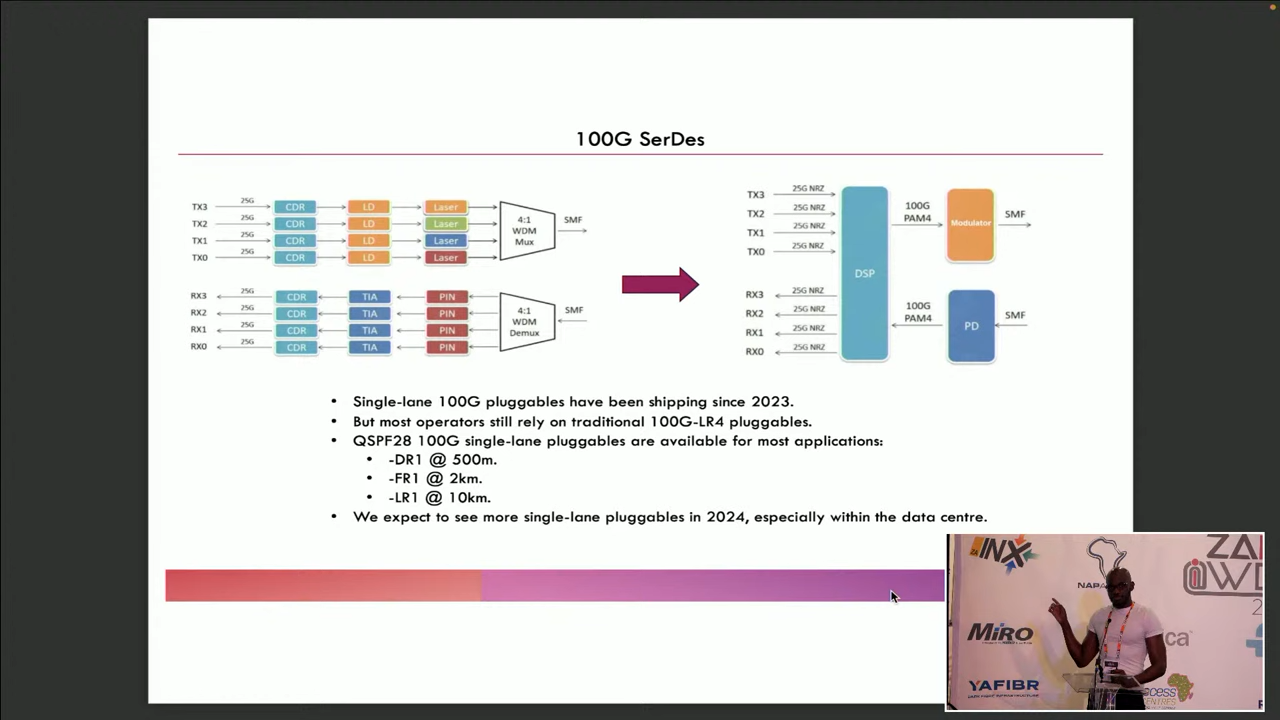 100G SerDes
TX3 25G CDR LD Laser
TX2 25G CDR LD Laser
TX1 25G CDR LD Laser
TX0 25G CDR LD Laser
4:1
WDM
Mux
SMF
RX3 25G CDR TIA PIN
RX2 25G CDR TIA PIN
RX1 25G CDR TIA PIN
RX0 25G CDR TIA PIN
4:1
WDM
Demux
SMF
TX3 25G NRZ
TX2 25G NRZ
TX1 25G NRZ
TX0 25G NRZ
RX3 25G NRZ
RX2 25G NRZ
RX1 25G NRZ
RX0 25G NRZ
DSP
100G
PAM4
Modulator
SMF
100G
PAM4
PD
SMF
• Single-lane 100G pluggables have been shipping since 2023.
• But most operators still rely on traditional 100G-LR4 pluggables.
• QSPF28 100G single-lane pluggables are available for most applications:
• -DR1 @ 500m.
• -FR1 @ 2km.
• -LR1 @ 10km.
• We expect to see more single-lane pluggables in 2024, especially within the data centre.
INX
ZA
NAPA
@W
2
MiRO
ca
YAFIBR
cess
ENTRES